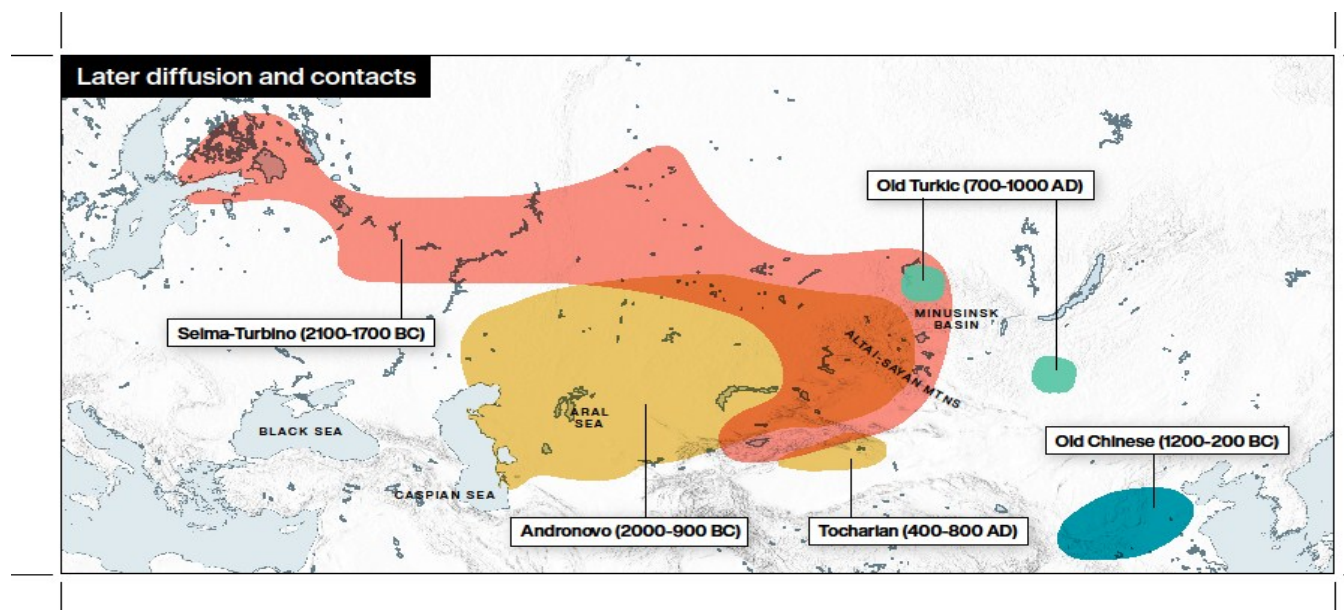 Later diffusion and contacts
Old Turkic (700-1000 AD)
MINUSINSK
BASIN
Seima-Turbino (2100-1700 BC)
ALTAI-SAYAN MTNS
ARAL
SEA
BLACK SEA
Old Chinese (1200-200 BC)
CASPIAN SEA
Andronovo (2000-900 BC)
Tocharian (400-800 AD)